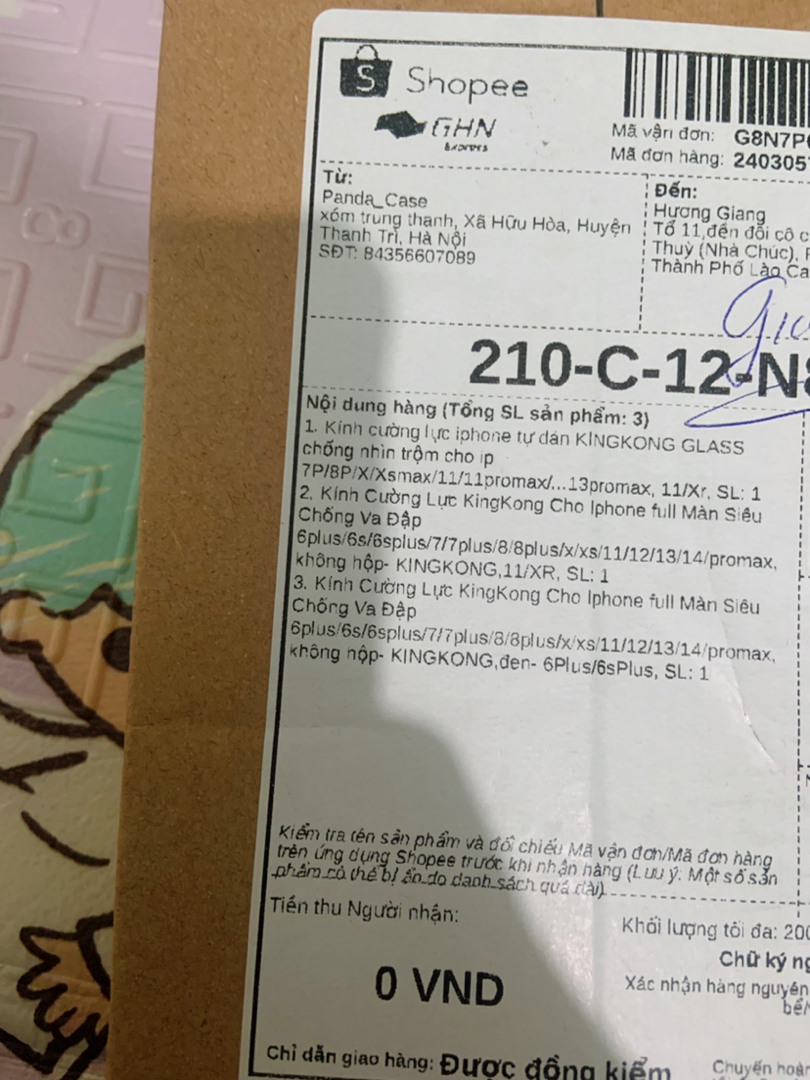 Shopee
GHN
Express
Mã vận đơn: G8N7P
Mã đơn hàng: 240305
Từ:
Panda_Case
xóm trung thanh, Xã Hữu Hòa, Huyện
Thanh Trì, Hà Nội
SĐT: 84356607089
Đến:
Hương Giang
Tổ 11,đền đôi cô c
Thuỷ (Nhà Chúc), P
Thành Phố Lào Ca
210-C-12-N8
Nội dung hàng (Tổng SL sản phẩm: 3)
1. Kính cường lực iphone tự dán KINGKONG GLASS
chống nhìn trộm cho ip
7P/8P/X/Xsmax/11/11promax/...13promax, 11/Xr, SL: 1
2. Kính Cường Lực KingKong Cho Iphone full Màn Siêu
Chống Va Đập
6plus/6s/6splus/7/7plus/8/8plus/x/xs/11/12/13/14/promax,
không hộp- KINGKONG,11/XR, SL: 1
3. Kính Cường Lực KingKong Cho Iphone full Màn Siêu
Chống Va Đập
6plus/6s/6splus/7/7plus/8/8plus/x/xs/11/12/13/14/promax,
không hộp- KINGKONG,đen- 6Plus/6sPlus, SL: 1
Kiểm tra tên sản phẩm và đối chiếu Mã vận đơn/Mã đơn hàng
trên ứng dụng Shopee trước khi nhận hàng (Lưu ý: Một số sản
phẩm có thể bị ẩn do danh sách quá dài)
Tiền thu Người nhận:
0 VND
Khối lượng tối đa: 200
Chữ ký ng
Xác nhận hàng nguyên
Chỉ dẫn giao hàng: Được đồng kiểm
Chuyển hoàn